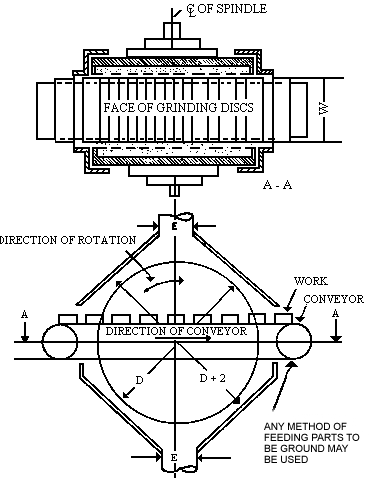 ℄ OF SPINDLE
FACE OF GRINDING DISCS
W
A - A
E
DIRECTION OF ROTATION
WORK
CONVEYOR
A
A
DIRECTION OF CONVEYOR
D
D + 2
ANY METHOD OF
FEEDING PARTS TO
BE GROUND MAY
BE USED
E